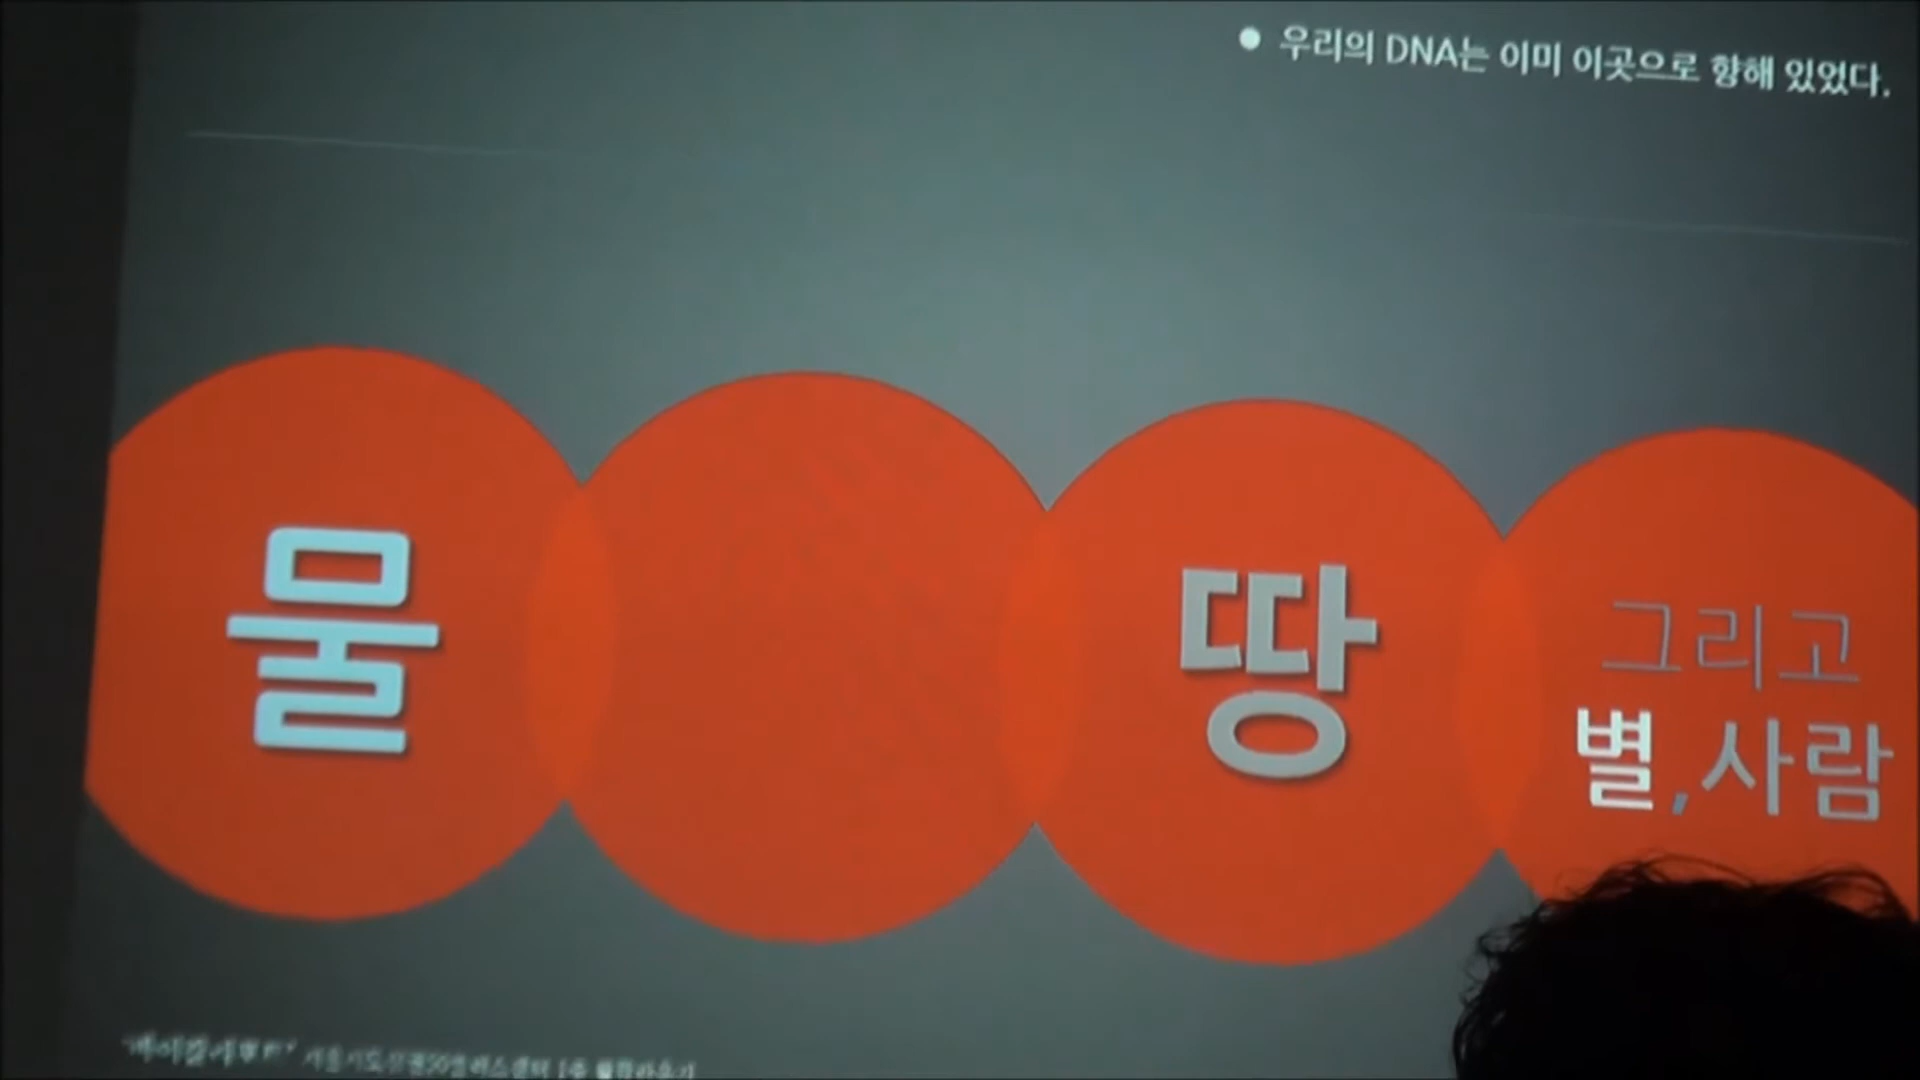 ● 우리의 DNA는 이미 이곳으로 향해 있었다.
물
땅
그리고
별,사람